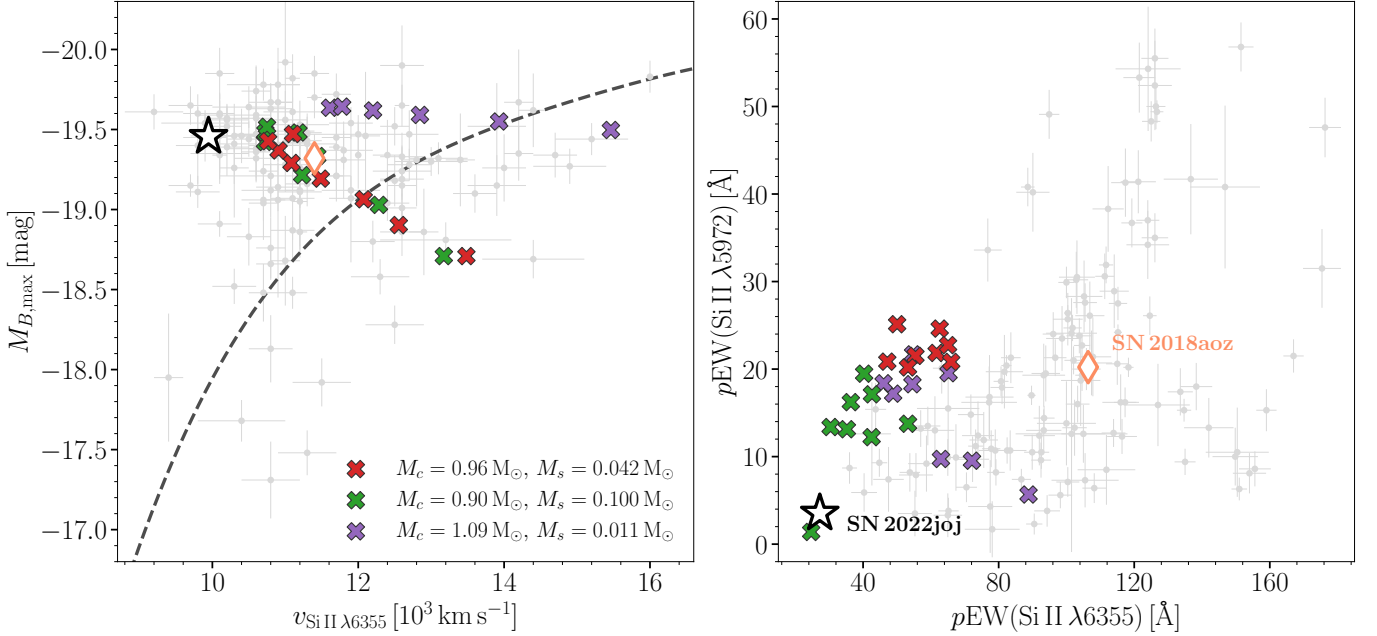 −20.0
−19.5
−19.0
−18.5
−18.0
−17.5
−17.0
M_{B,max} [mag]
10
12
14
16
v_{Si II λ6355} [10³ km s⁻¹]
M_c = 0.96 M_⊙, M_s = 0.042 M_⊙
M_c = 0.90 M_⊙, M_s = 0.100 M_⊙
M_c = 1.09 M_⊙, M_s = 0.011 M_⊙
60
50
40
30
20
10
0
pEW(Si II λ5972) [Å]
SN 2018aoz
SN 2022joj
40
80
120
160
pEW(Si II λ6355) [Å]